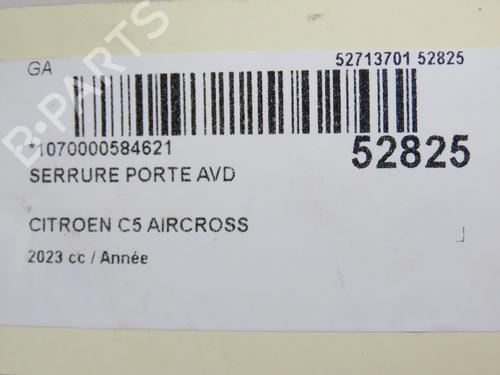 GA
52713701 52825
*1070000584621
52825
SERRURE PORTE AVD
CITROEN C5 AIRCROSS
2023 cc / Année
B-PARTS